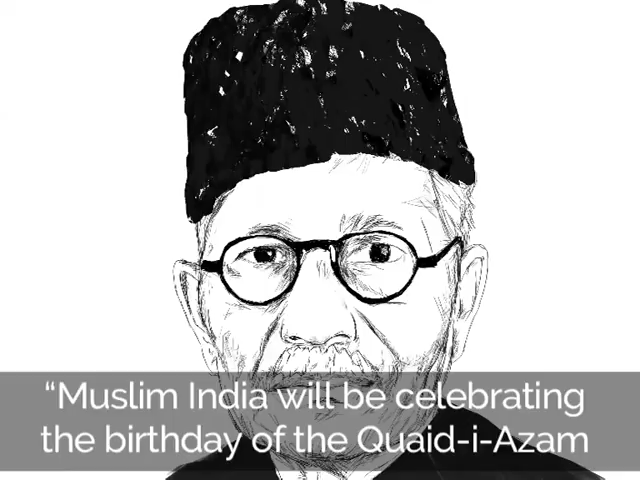 “Muslim India will be celebrating
the birthday of the Quaid-i-Azam